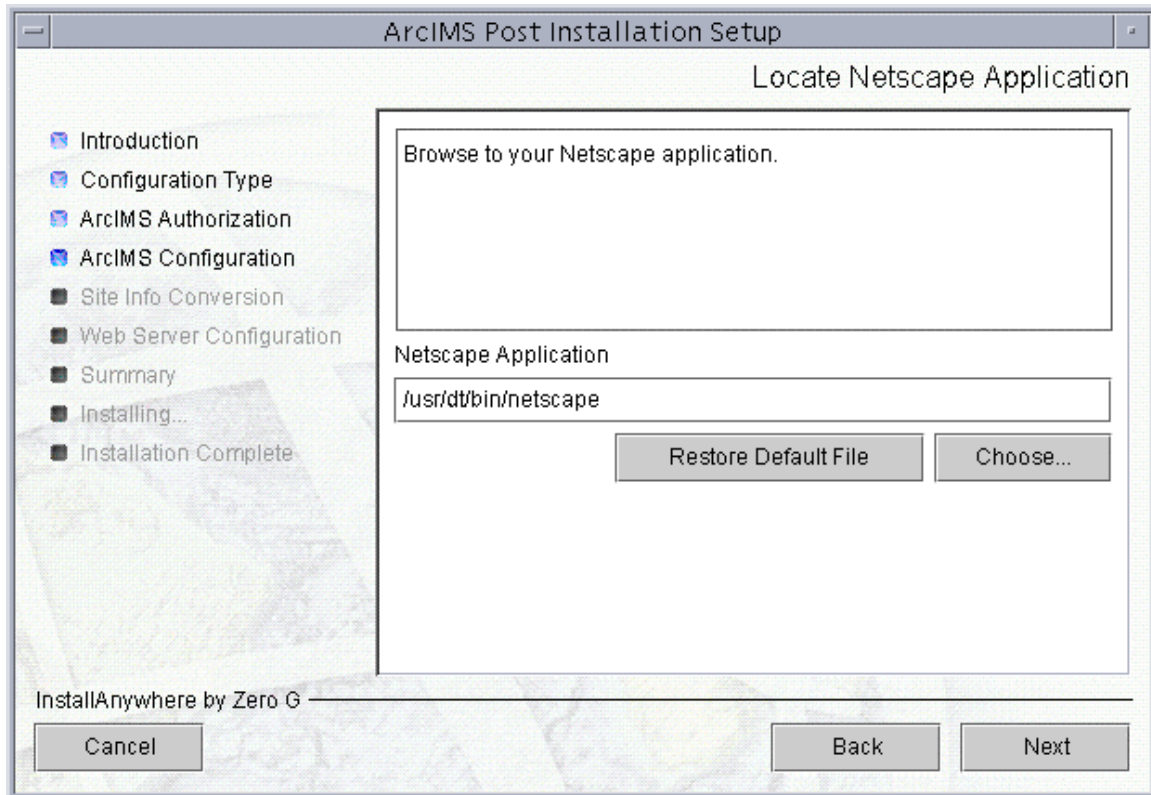 ArcIMS Post Installation Setup
Locate Netscape Application
Introduction
Configuration Type
ArcIMS Authorization
ArcIMS Configuration
Site Info Conversion
Web Server Configuration
Summary
Installing...
Installation Complete
Browse to your Netscape application.
Netscape Application
/usr/dt/bin/netscape
Restore Default File
Choose...
InstallAnywhere by Zero G
Cancel
Back
Next